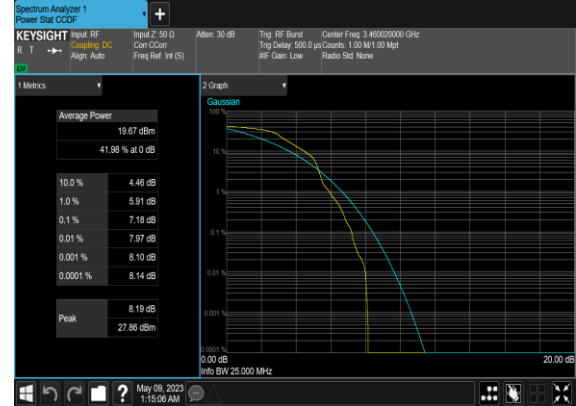 Spectrum Analyzer 1
Power Stat CCDF
+
KEYSIGHT
R T
LXI
Input: RF
Coupling: DC
Align: Auto
Input Z: 50 Ω
Corr CCorr
Freq Ref: Int (S)
Atten: 30 dB
Trig: RF Burst
Trig Delay: 500.0 µs
#IF Gain: Low
Center Freq: 3.460020000 GHz
Counts: 1.00 M/1.00 Mpt
Radio Std: None
1 Metrics
Average Power
19.67 dBm
41.98 % at 0 dB
10.0 % 4.46 dB
1.0 % 5.91 dB
0.1 % 7.18 dB
0.01 % 7.97 dB
0.001 % 8.10 dB
0.0001 % 8.14 dB
Peak
8.19 dB
27.86 dBm
2 Graph
Gaussian
100 %
10 %
1 %
0.1 %
0.01 %
0.001 %
0.0001 %
0.00 dB
20.00 dB
Info BW 25.000 MHz
?
May 09, 2023
1:15:06 AM